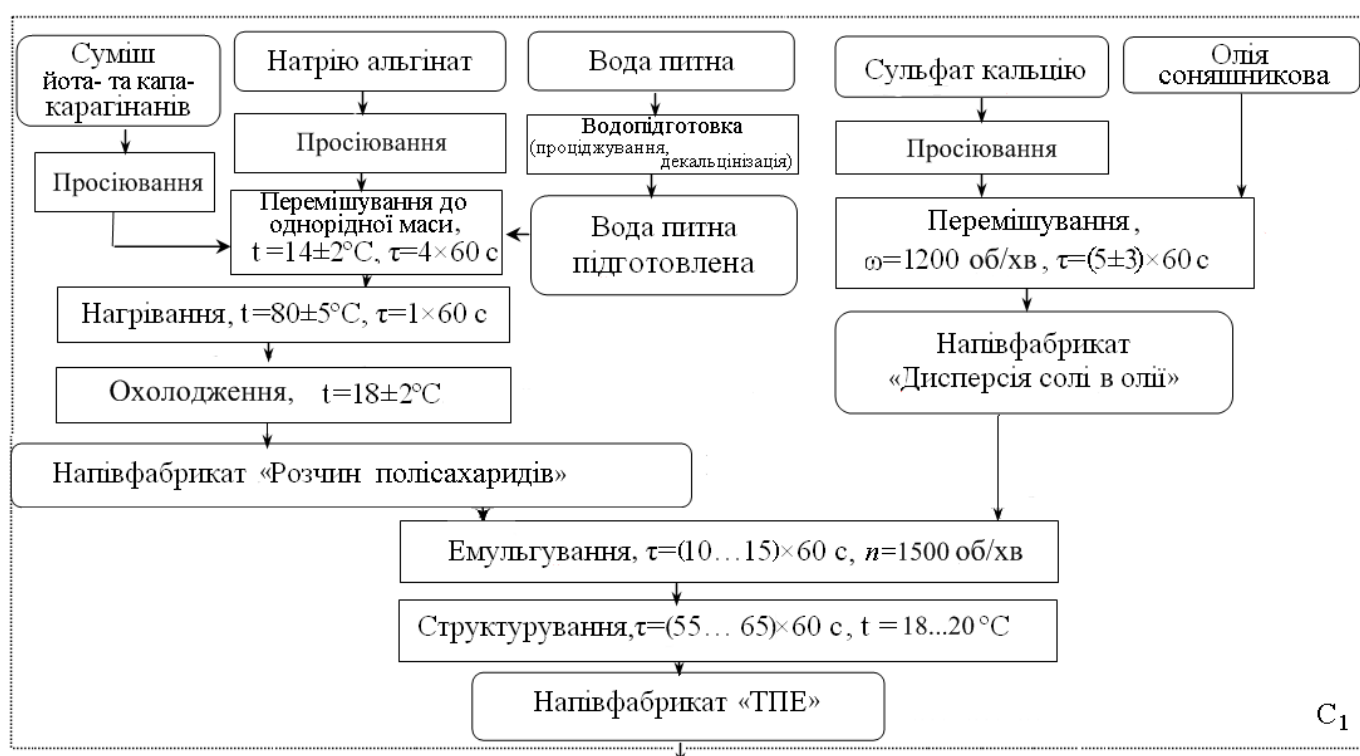 Суміш
йота- та капа-
карагінанів
Натрію альгінат
Вода питна
Сульфат кальцію
Олія
соняшникова
Просіювання
Просіювання
Водопідготовка
(проціджування,
декальцінізація)
Просіювання
Перемішування до
однорідної маси,
t =14±2°C, τ=4×60 с
Вода питна
підготовлена
Перемішування ,
ω=1200 об/хв , τ=(5±3)×60 с
Нагрівання, t=80±5°C, τ=1×60 с
Охолодження, t=18±2°C
Напівфабрикат
«Дисперсія солі в олії»
Напівфабрикат «Розчин полісахаридів»
Емульгування, τ=(10…15)×60 с, n=1500 об/хв
Структурування,τ=(55… 65)×60 с, t = 18...20 °C
Напівфабрикат «ТПЕ»
C₁